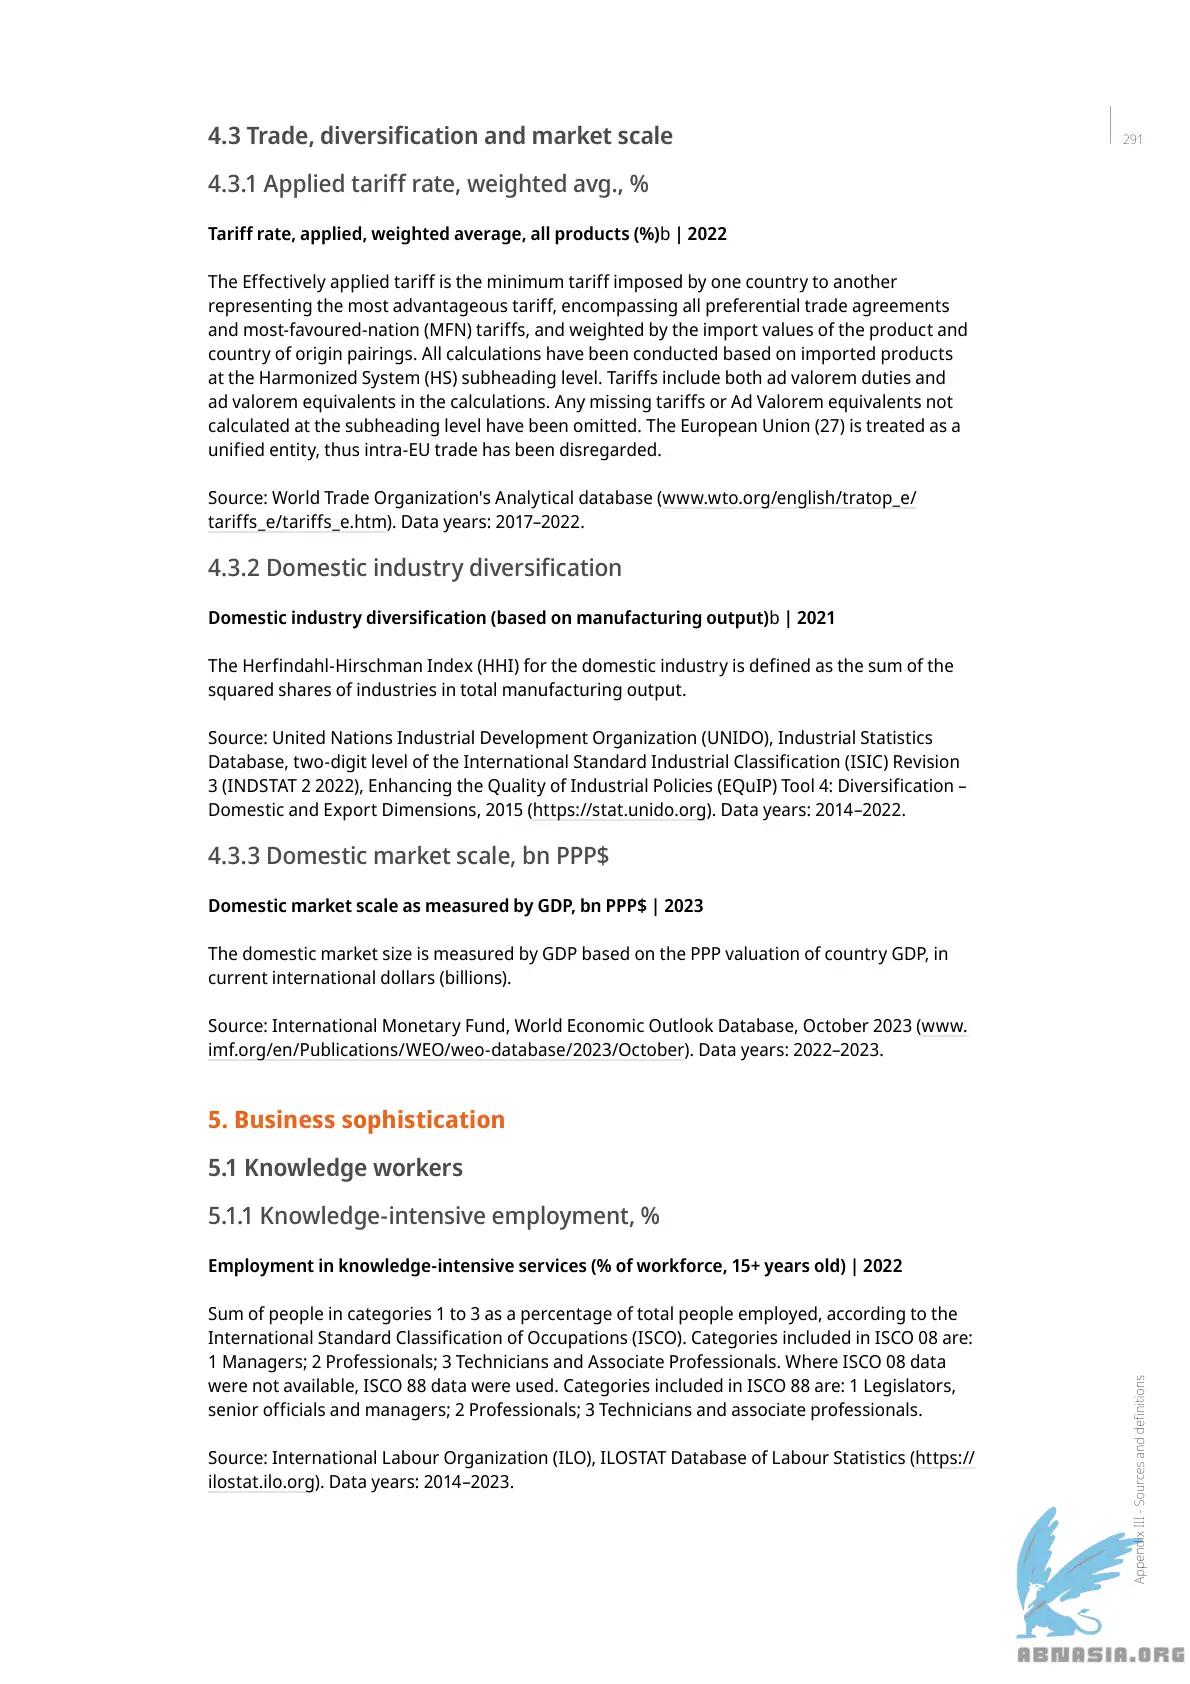 291
4.3 Trade, diversification and market scale
4.3.1 Applied tariff rate, weighted avg., %
Tariff rate, applied, weighted average, all products (%)b | 2022
The Effectively applied tariff is the minimum tariff imposed by one country to another
representing the most advantageous tariff, encompassing all preferential trade agreements
and most-favoured-nation (MFN) tariffs, and weighted by the import values of the product and
country of origin pairings. All calculations have been conducted based on imported products
at the Harmonized System (HS) subheading level. Tariffs include both ad valorem duties and
ad valorem equivalents in the calculations. Any missing tariffs or Ad Valorem equivalents not
calculated at the subheading level have been omitted. The European Union (27) is treated as a
unified entity, thus intra-EU trade has been disregarded.
Source: World Trade Organization's Analytical database (www.wto.org/english/tratop_e/
tariffs_e/tariffs_e.htm). Data years: 2017–2022.
4.3.2 Domestic industry diversification
Domestic industry diversification (based on manufacturing output)b | 2021
The Herfindahl-Hirschman Index (HHI) for the domestic industry is defined as the sum of the
squared shares of industries in total manufacturing output.
Source: United Nations Industrial Development Organization (UNIDO), Industrial Statistics
Database, two-digit level of the International Standard Industrial Classification (ISIC) Revision
3 (INDSTAT 2 2022), Enhancing the Quality of Industrial Policies (EQuIP) Tool 4: Diversification –
Domestic and Export Dimensions, 2015 (https://stat.unido.org). Data years: 2014–2022.
4.3.3 Domestic market scale, bn PPP$
Domestic market scale as measured by GDP, bn PPP$ | 2023
The domestic market size is measured by GDP based on the PPP valuation of country GDP, in
current international dollars (billions).
Source: International Monetary Fund, World Economic Outlook Database, October 2023 (www.
imf.org/en/Publications/WEO/weo-database/2023/October). Data years: 2022–2023.
5. Business sophistication
5.1 Knowledge workers
5.1.1 Knowledge-intensive employment, %
Employment in knowledge-intensive services (% of workforce, 15+ years old) | 2022
Sum of people in categories 1 to 3 as a percentage of total people employed, according to the
International Standard Classification of Occupations (ISCO). Categories included in ISCO 08 are:
1 Managers; 2 Professionals; 3 Technicians and Associate Professionals. Where ISCO 08 data
were not available, ISCO 88 data were used. Categories included in ISCO 88 are: 1 Legislators,
senior officials and managers; 2 Professionals; 3 Technicians and associate professionals.
Source: International Labour Organization (ILO), ILOSTAT Database of Labour Statistics (https://
ilostat.ilo.org). Data years: 2014–2023.
Appendix III - Sources and definitions
ABNASIA.ORG